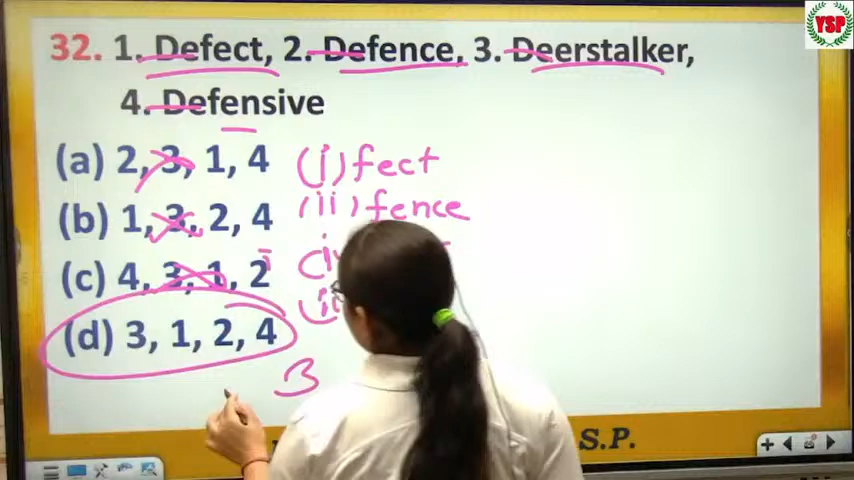 YSP
32. 1. Defect, 2. Defence, 3. Deerstalker,
4. Defensive
(a) 2, 3, 1, 4 (i) fect
(b) 1, 3, 2, 4 (ii) fence
(c) 4, 3, 1, 2
(d) 3, 1, 2, 4
3
S.P.